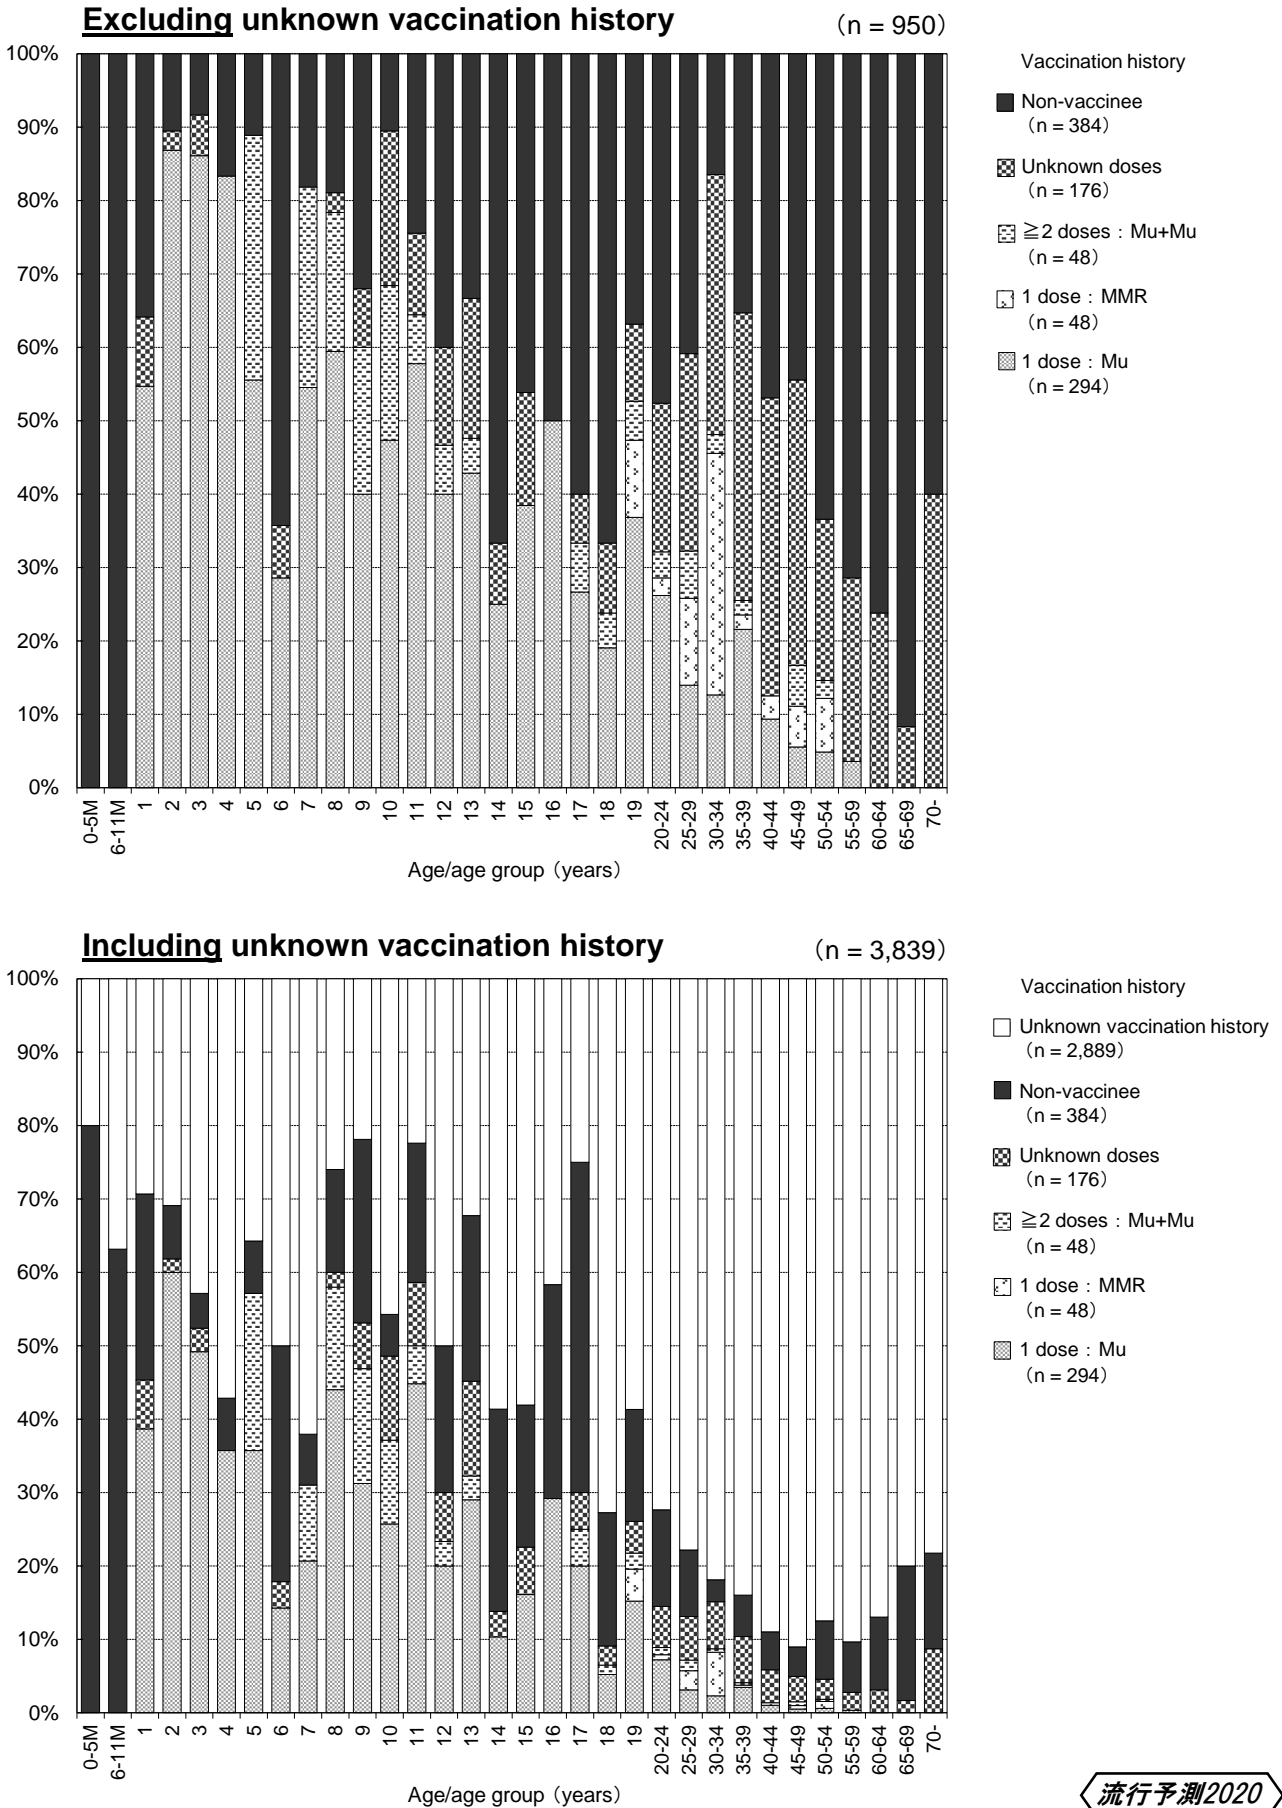 Excluding unknown vaccination history (n = 950)
100%
90%
80%
70%
60%
50%
40%
30%
20%
10%
0%
0-5M 6-11M 1 2 3 4 5 6 7 8 9 10 11 12 13 14 15 16 17 18 19 20-24 25-29 30-34 35-39 40-44 45-49 50-54 55-59 60-64 65-69 70-
Age/age group (years)
Vaccination history
Non-vaccinee
(n = 384)
Unknown doses
(n = 176)
≧2 doses : Mu+Mu
(n = 48)
1 dose : MMR
(n = 48)
1 dose : Mu
(n = 294)
Including unknown vaccination history (n = 3,839)
100%
90%
80%
70%
60%
50%
40%
30%
20%
10%
0%
0-5M 6-11M 1 2 3 4 5 6 7 8 9 10 11 12 13 14 15 16 17 18 19 20-24 25-29 30-34 35-39 40-44 45-49 50-54 55-59 60-64 65-69 70-
Age/age group (years)
Vaccination history
Unknown vaccination history
(n = 2,889)
Non-vaccinee
(n = 384)
Unknown doses
(n = 176)
≧2 doses : Mu+Mu
(n = 48)
1 dose : MMR
(n = 48)
1 dose : Mu
(n = 294)
流行予測2020